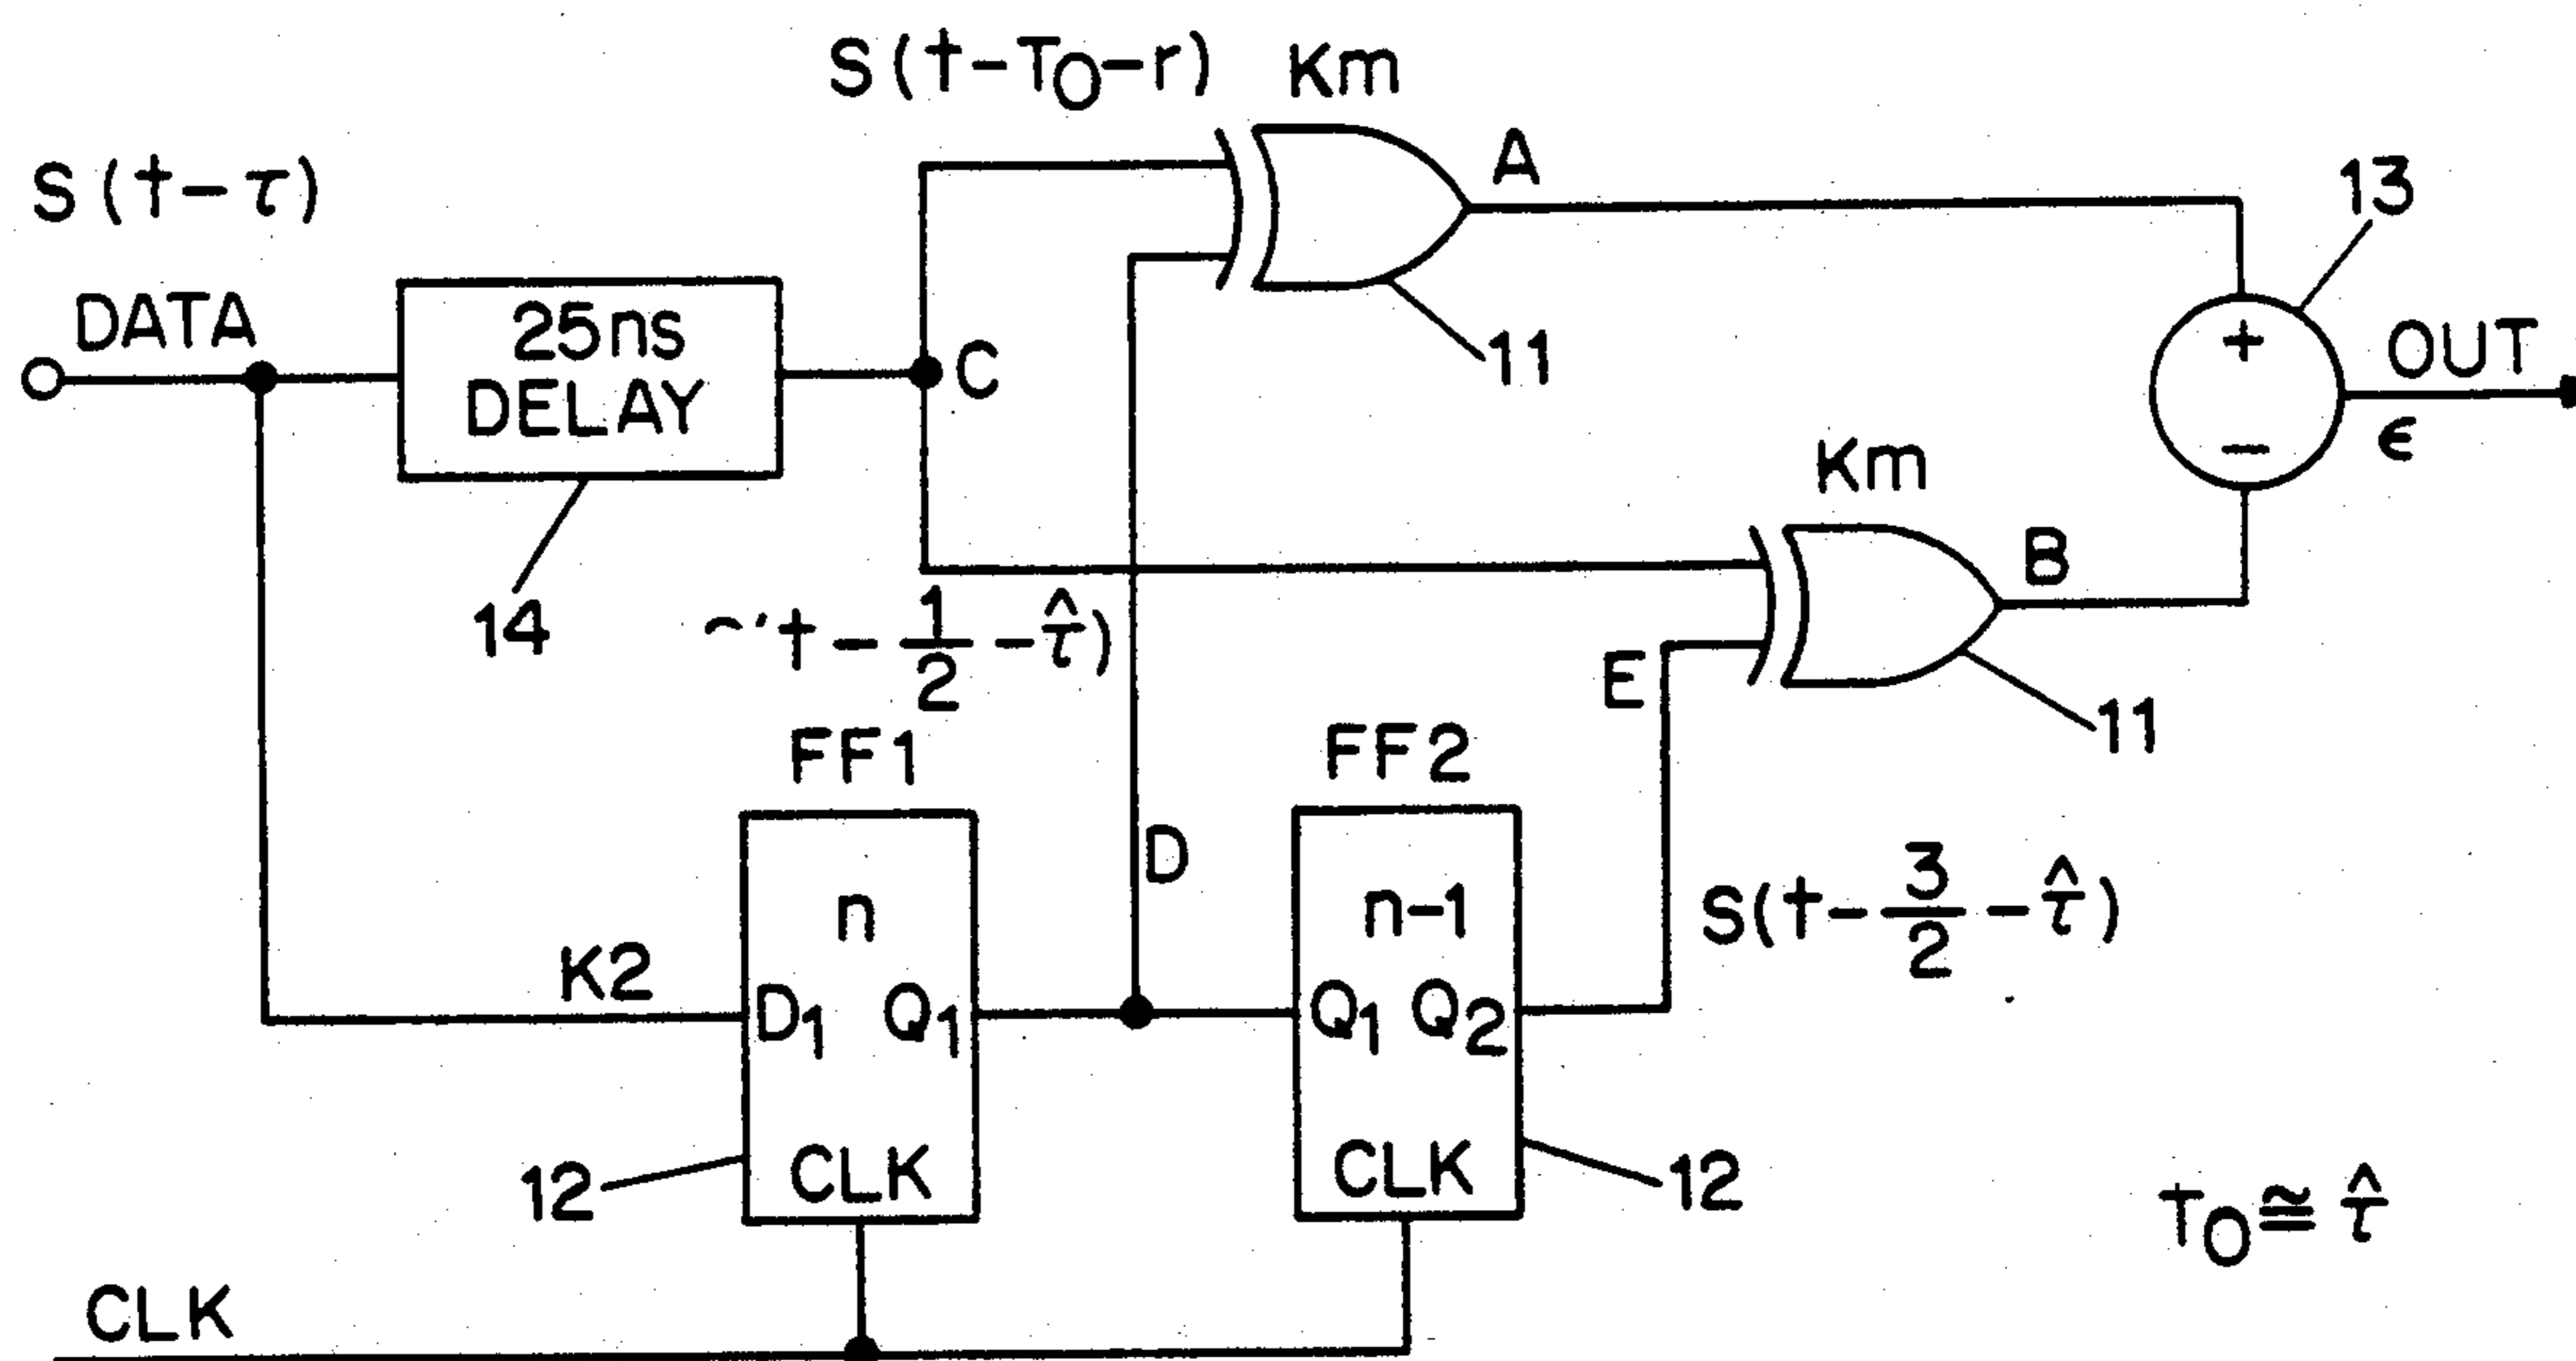 S(t-T₀-r) Km
A
S(t-τ)
13
DATA
25ns
DELAY
C
11
+
OUT
−
ϵ
Km
B
14
t - 1/2 - τ̂)
E
11
FF1
FF2
D
n
n-1
S(t - 3/2 - τ̂)
K2
D₁ Q₁
Q₁ Q₂
12
CLK
CLK
12
T₀ ≅ τ̂
CLK